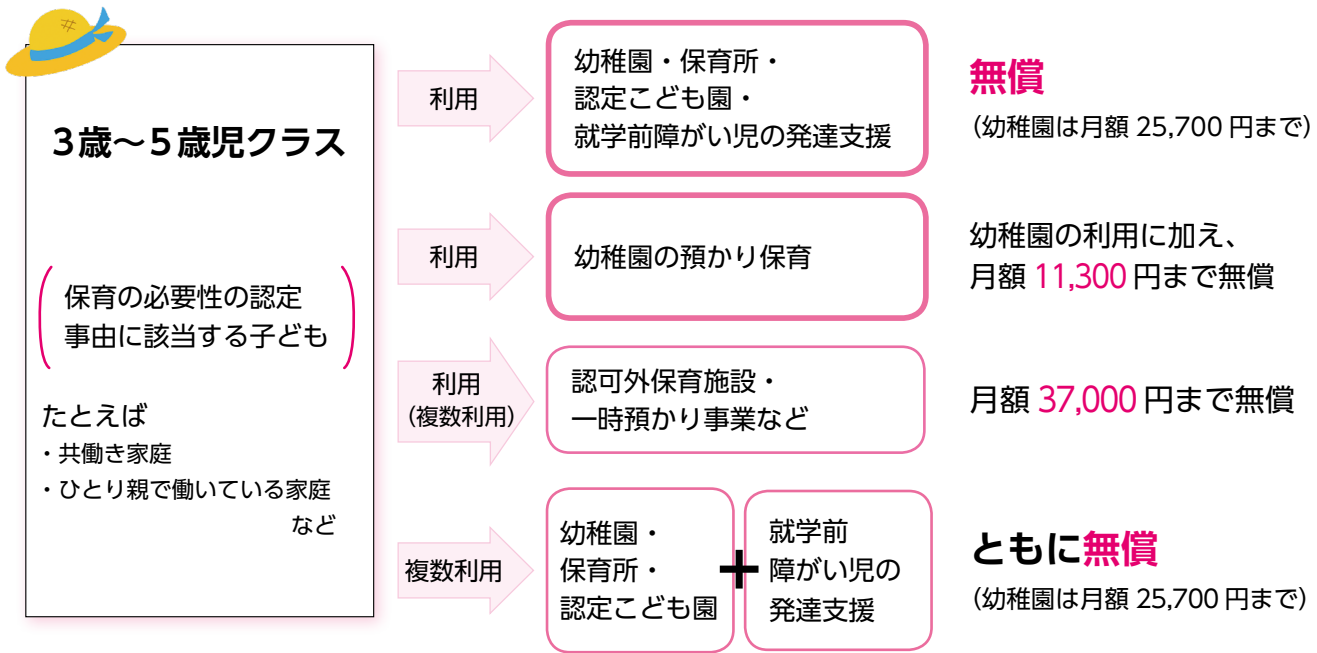 3歳~5歳児クラス
保育の必要性の認定
事由に該当する子ども
たとえば
・共働き家庭
・ひとり親で働いている家庭
など
利用
幼稚園・保育所・
認定こども園・
就学前障がい児の発達支援
無償
(幼稚園は月額 25,700 円まで)
利用
幼稚園の預かり保育
幼稚園の利用に加え、
月額 11,300 円まで無償
利用
(複数利用)
認可外保育施設・
一時預かり事業など
月額 37,000 円まで無償
複数利用
幼稚園・
保育所・
認定こども園
+
就学前
障がい児の
発達支援
ともに無償
(幼稚園は月額 25,700 円まで)